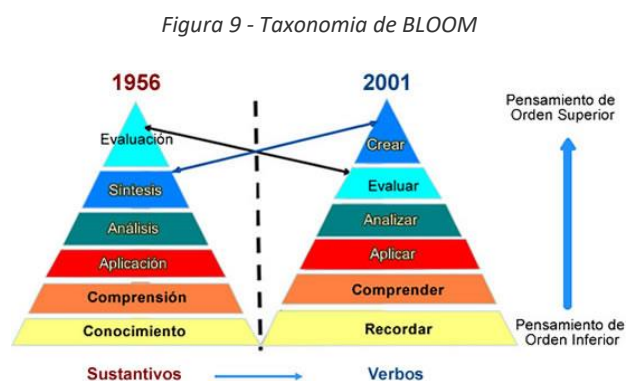 Figura 9 - Taxonomia de BLOOM
1956
Evaluación
Síntesis
Análisis
Aplicación
Comprensión
Conocimiento
Sustantivos
2001
Crear
Evaluar
Analizar
Aplicar
Comprender
Recordar
Verbos
Pensamiento de
Orden Superior
Pensamiento de
Orden Inferior